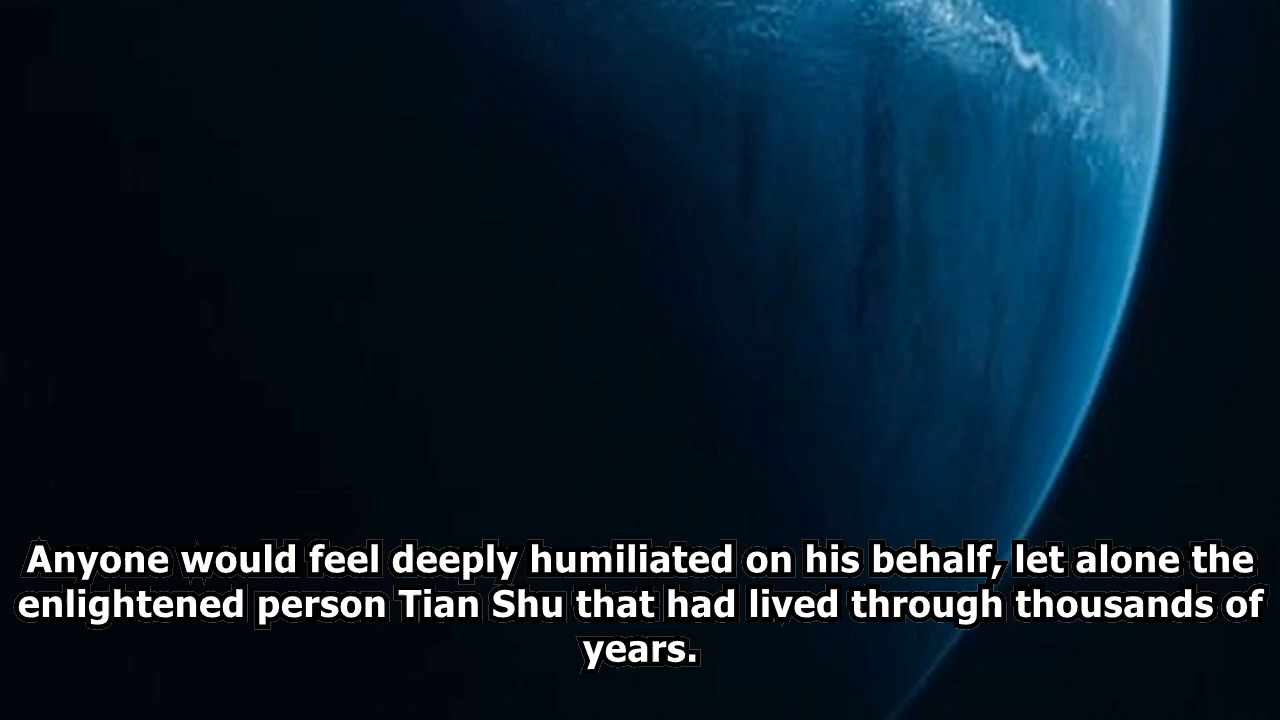 Anyone would feel deeply humiliated on his behalf, let alone the
enlightened person Tian Shu that had lived through thousands of
years.